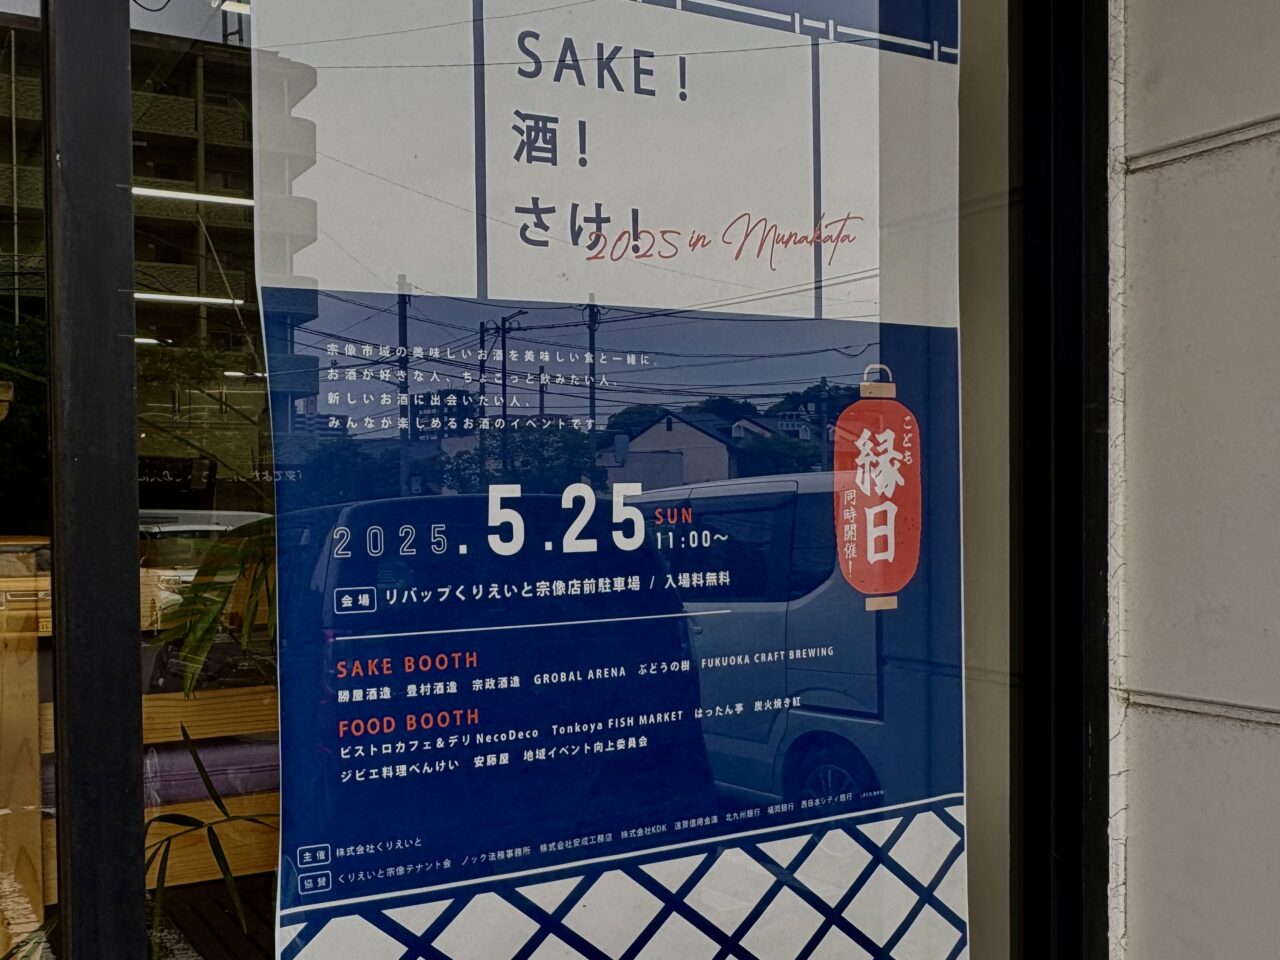 SAKE!
酒!
さけ!
2025 in Munakata
宗像市域の美味しいお酒を美味しい食と一緒に。
お酒が好きな人、ちょこっと飲みたい人、
新しいお酒に出会いたい人、
みんなが楽しめるお酒のイベントです
こども
縁日
同時開催!
2025.5.25 SUN 11:00〜
会場 リバップくりえいと宗像店前駐車場 / 入場料無料
SAKE BOOTH
勝屋酒造 豊村酒造 宗政酒造 GROBAL ARENA ぶどうの樹 FUKUOKA CRAFT BREWING
FOOD BOOTH
ビストロカフェ&デリNecoDeco Tonkoya FISH MARKET はったん亭 炭火焼き紅
ジビエ料理べんけい 安藤屋 地域イベント向上委員会
主催 株式会社くりえいと
協賛 くりえいと宗像テナント会 ノック法務事務所 株式会社安成工務店 株式会社KDK 遠賀信用金庫 北九州銀行 福岡銀行 西日本シティ銀行